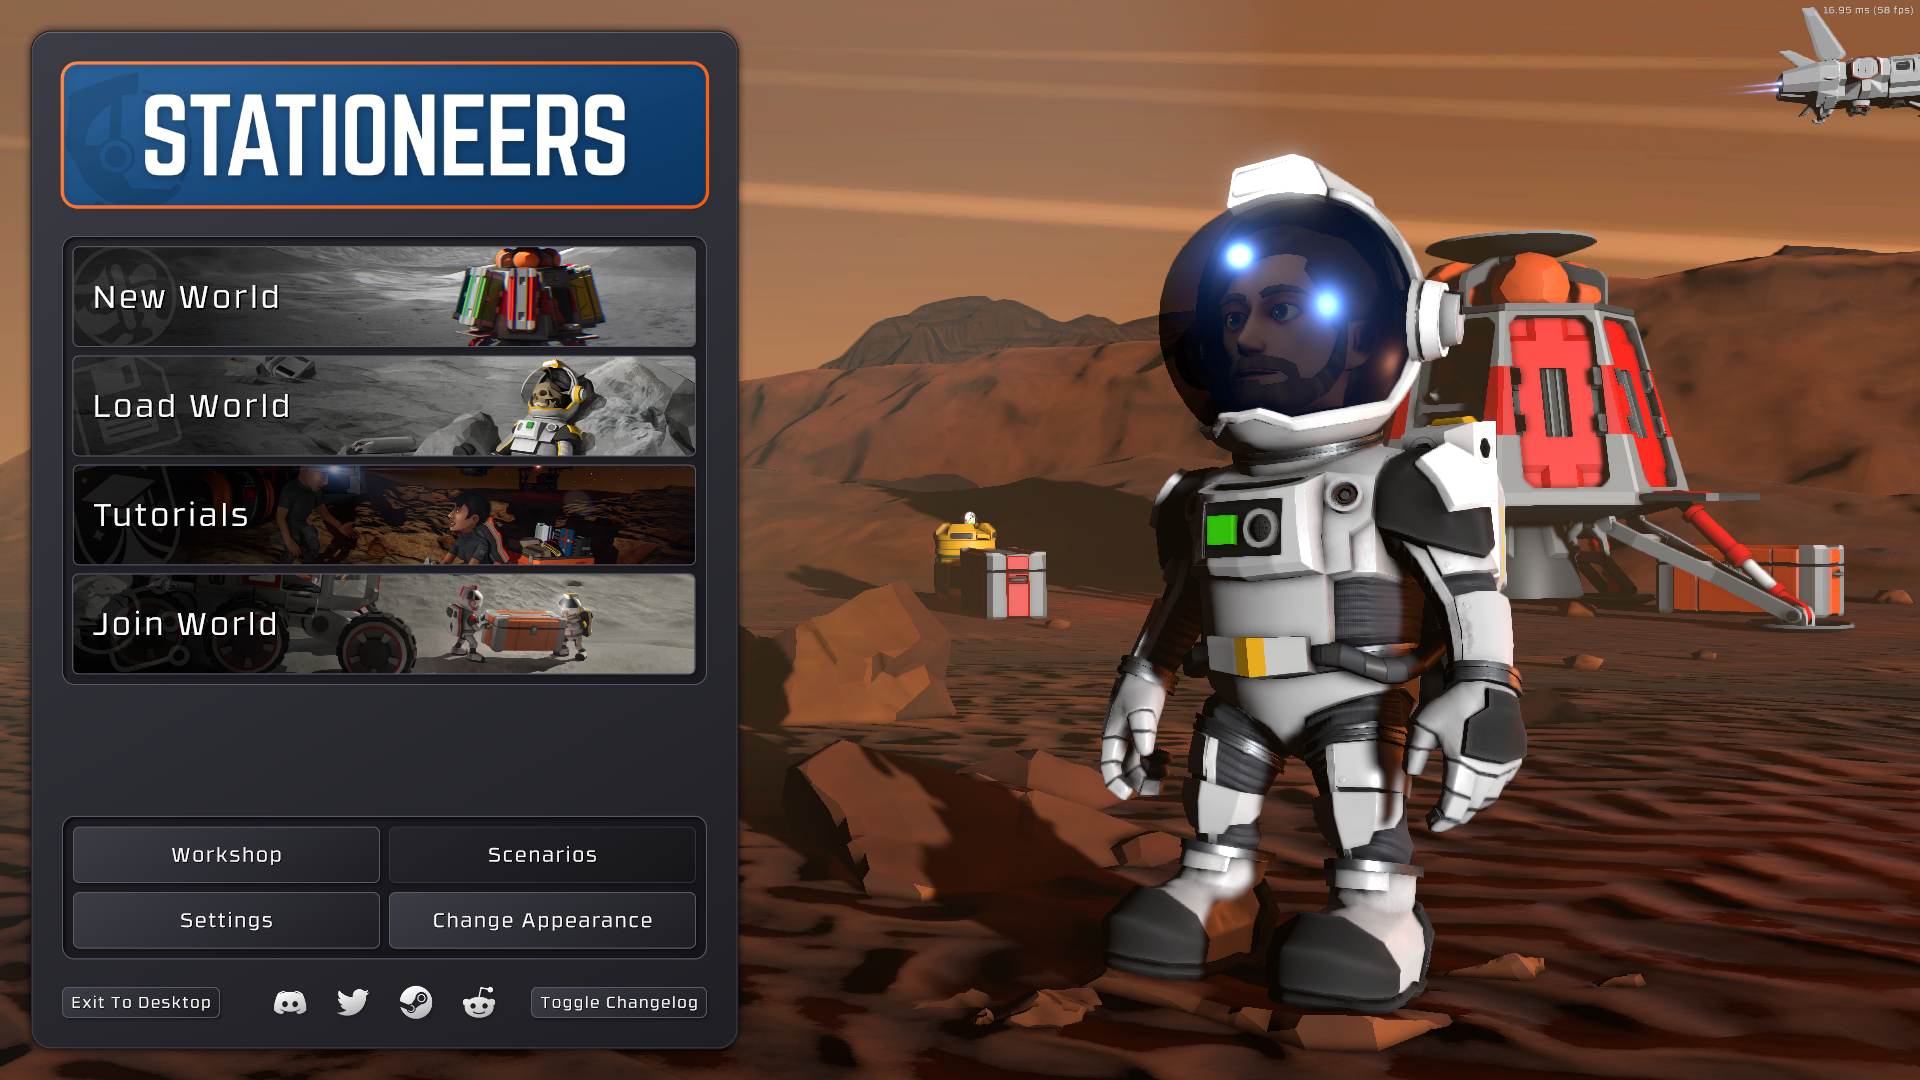 16.95 ms (58 fps)
STATIONEERS
New World
Load World
Tutorials
Join World
Workshop
Scenarios
Settings
Change Appearance
Exit To Desktop
Toggle Changelog